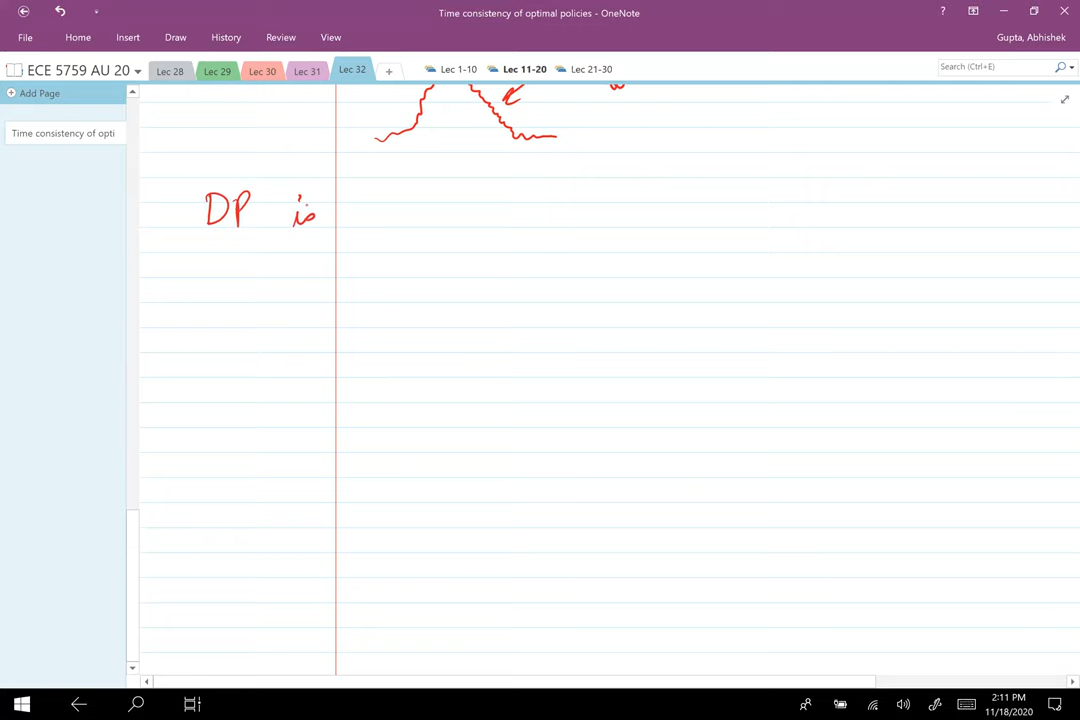 Time consistency of optimal policies - OneNote
File Home Insert Draw History Review View
Gupta, Abhishek
ECE 5759 AU 20
Lec 28 Lec 29 Lec 30 Lec 31 Lec 32
Lec 1-10 Lec 11-20 Lec 21-30
Search (Ctrl+E)
Add Page
Time consistency of opti
DP is
2:11 PM
11/18/2020